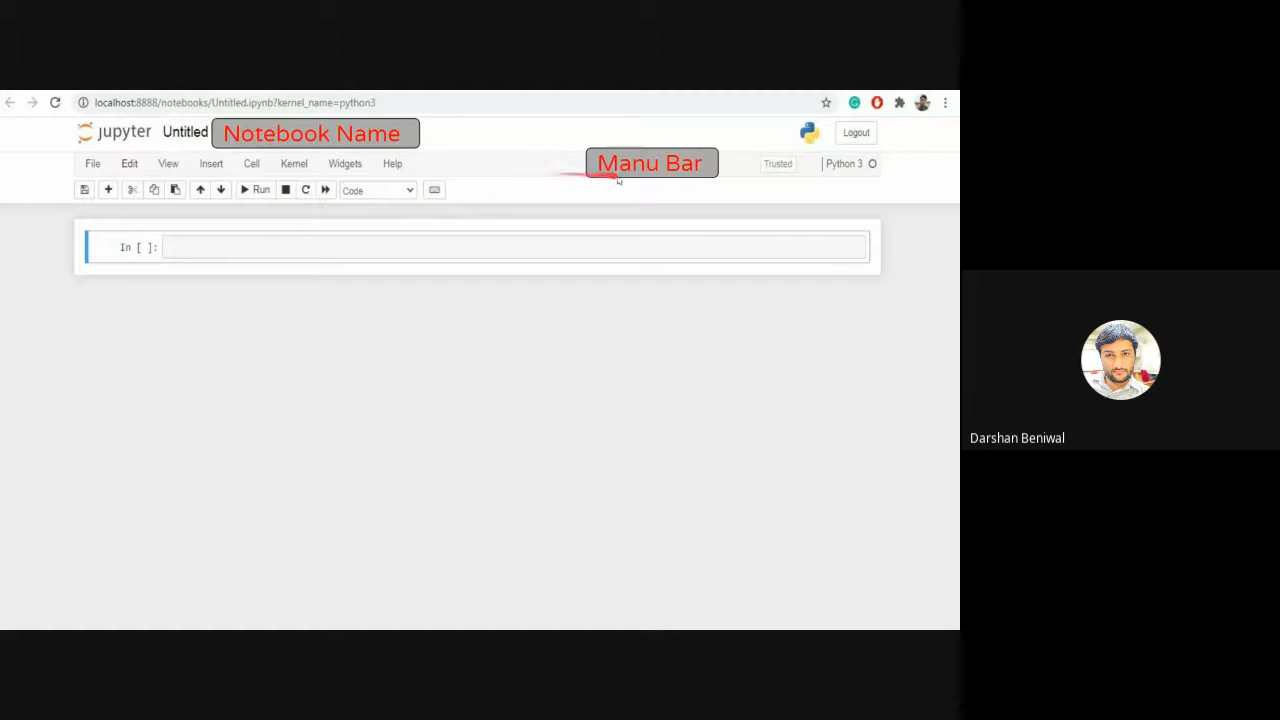 localhost:8888/notebooks/Untitled.ipynb?kernel_name=python3
jupyter Untitled Notebook Name Logout
File Edit View Insert Cell Kernel Widgets Help Manu Bar Trusted Python 3
Run Code
In [ ]:
Darshan Beniwal